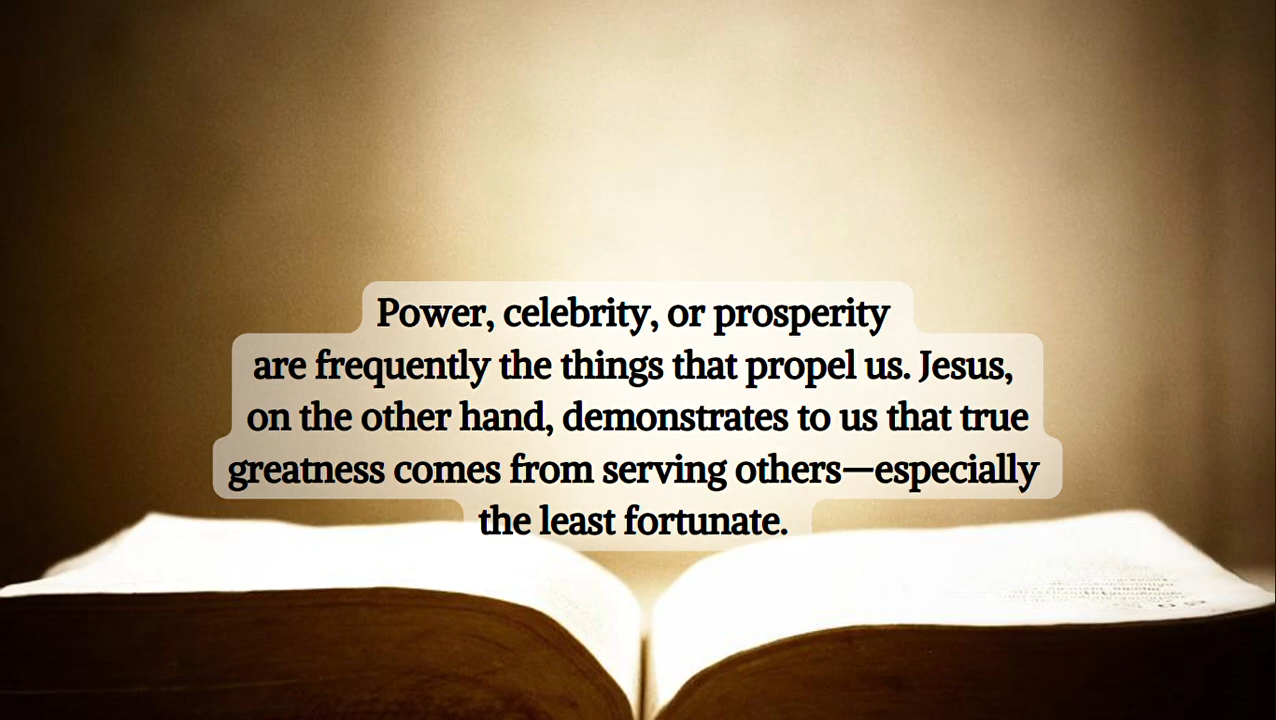 Power, celebrity, or prosperity
are frequently the things that propel us. Jesus,
on the other hand, demonstrates to us that true
greatness comes from serving others—especially
the least fortunate.